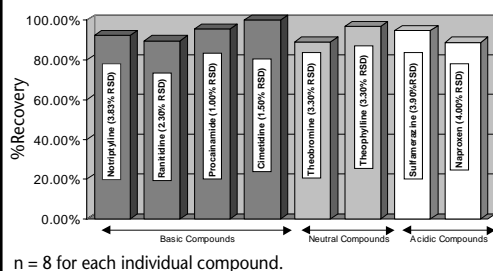 100.00%
80.00%
60.00%
40.00%
20.00%
0.00%
%Recovery
Notriptyline (3.83% RSD)
Ranitidine (2.30% RSD)
Procainamide (1.00% RSD)
Cimetidine (1.50% RSD)
Theobromine (3.30% RSD)
Theophylline (3.30% RSD)
Sulfamerazine (3.90%RSD)
Naproxen (4.00% RSD)
Basic Compounds
Neutral Compounds
Acidic Compounds
n = 8 for each individual compound.